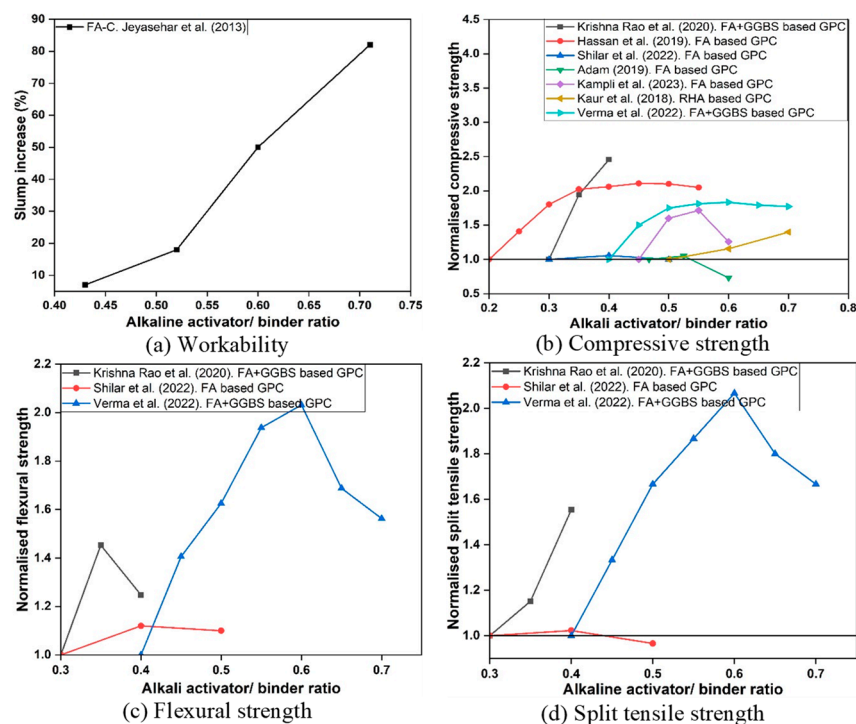 FA-C. Jeyasehar et al. (2013)
Slump increase (%)
90
80
70
60
50
40
30
20
10
0.40 0.45 0.50 0.55 0.60 0.65 0.70 0.75
Alkaline activator/ binder ratio
(a) Workability
Krishna Rao et al. (2020). FA+GGBS based GPC
Hassan et al. (2019). FA based GPC
Shilar et al. (2022). FA based GPC
Adam (2019). FA based GPC
Kampli et al. (2023). FA based GPC
Kaur et al. (2018). RHA based GPC
Verma et al. (2022). FA+GGBS based GPC
Normalised compressive strength
4.5
4.0
3.5
3.0
2.5
2.0
1.5
1.0
0.5
0.2 0.3 0.4 0.5 0.6 0.7 0.8
Alkali activator/ binder ratio
(b) Compressive strength
Krishna Rao et al. (2020). FA+GGBS based GPC
Shilar et al. (2022). FA based GPC
Verma et al. (2022). FA+GGBS based GPC
Normalised flexural strength
2.2
2.0
1.8
1.6
1.4
1.2
1.0
0.3 0.4 0.5 0.6 0.7
Alkali activator/ binder ratio
(c) Flexural strength
Krishna Rao et al. (2020). FA+GGBS based GPC
Shilar et al. (2022). FA based GPC
Verma et al. (2022). FA+GGBS based GPC
Normalised split tensile strength
2.2
2.0
1.8
1.6
1.4
1.2
1.0
0.3 0.4 0.5 0.6 0.7
Alkaline activator/ binder ratio
(d) Split tensile strength